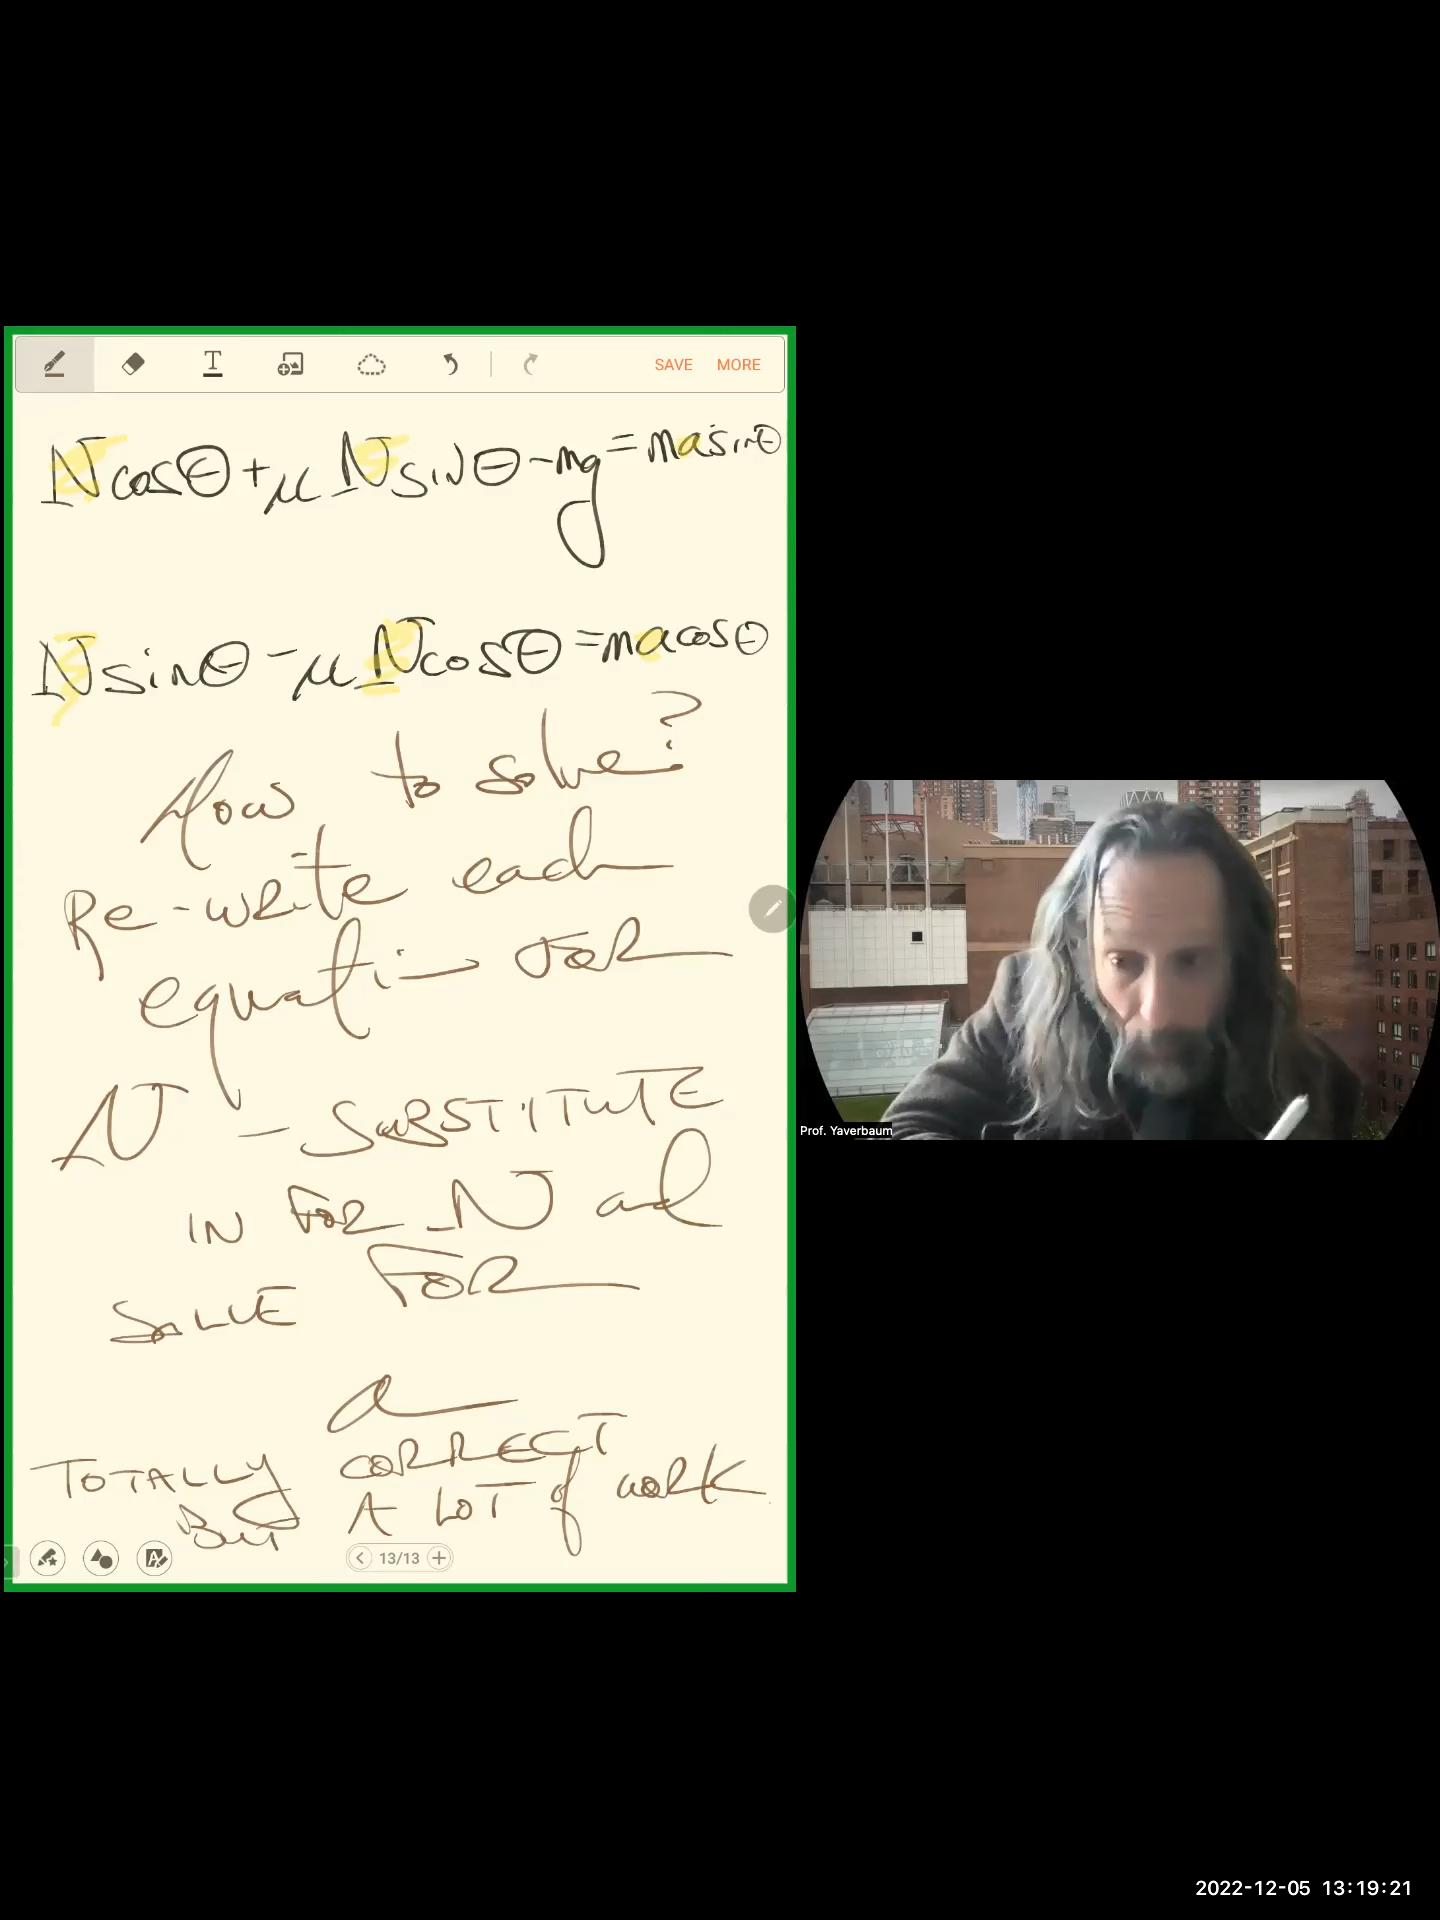 SAVE MORE
Ncosθ+μNsinθ-mg=masinθ
Nsinθ-μNcosθ=macosθ
How to solve?
Re-write each
equation for
N - SUBSTITUTE
IN FOR N and
SOLVE FOR
a
TOTALLY CORRECT
But A LOT of work
13/13
Prof. Yaverbaum
2022-12-05 13:19:21